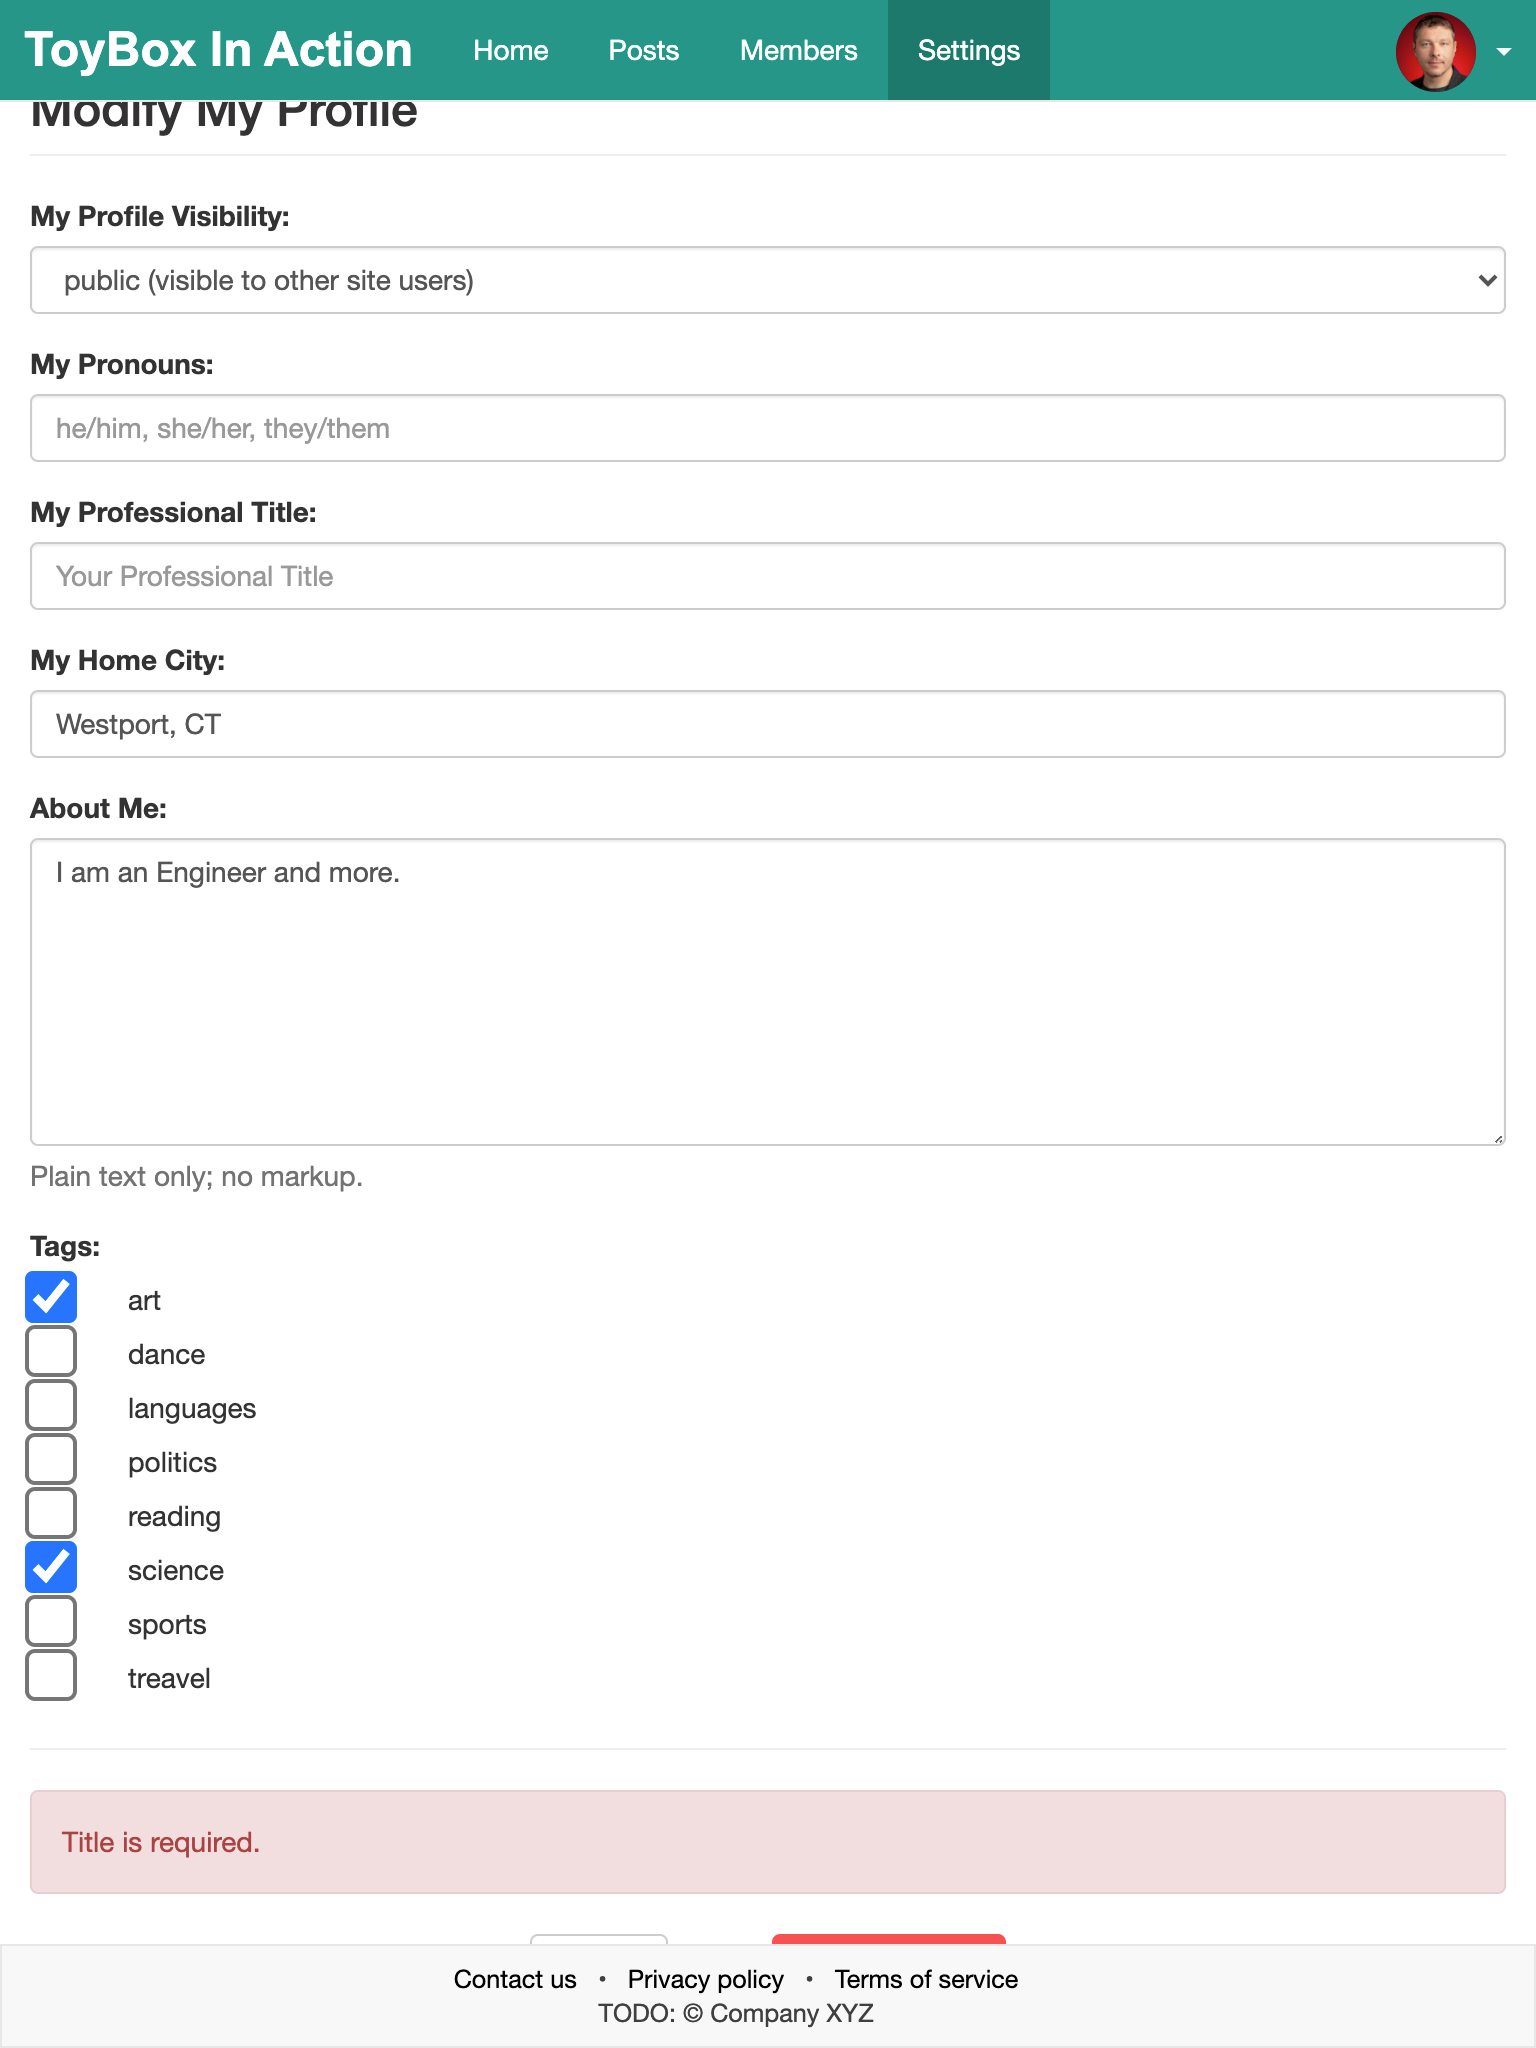 ToyBox In Action Home Posts Members Settings
Modify My Profile
My Profile Visibility:
public (visible to other site users)
My Pronouns:
he/him, she/her, they/them
My Professional Title:
Your Professional Title
My Home City:
Westport, CT
About Me:
I am an Engineer and more.
Plain text only; no markup.
Tags:
art
dance
languages
politics
reading
science
sports
treavel
Title is required.
Contact us • Privacy policy • Terms of service
TODO: © Company XYZ